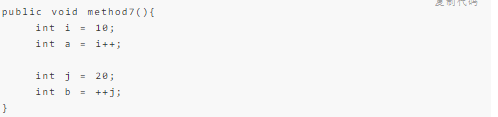 复制代码
public void method7(){
    int i = 10;
    int a = i++;

    int j = 20;
    int b = ++j;
}